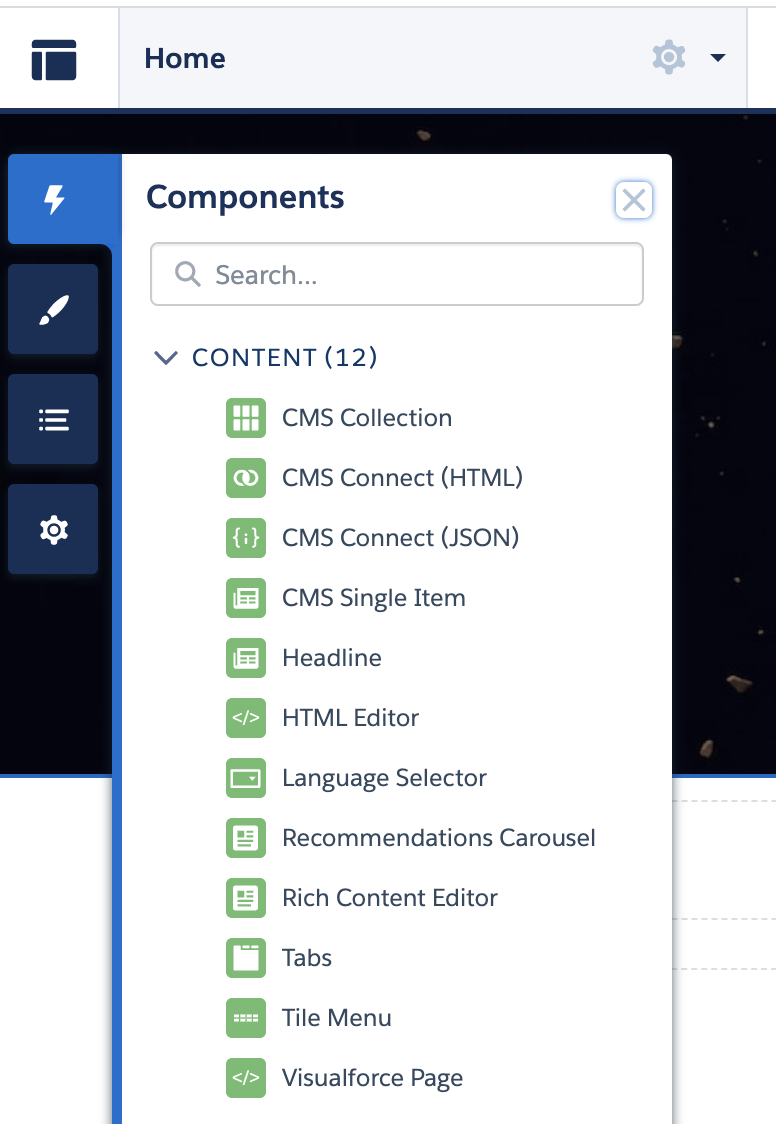 Home
Components
Search...
CONTENT (12)
CMS Collection
CMS Connect (HTML)
{i} CMS Connect (JSON)
CMS Single Item
Headline
</> HTML Editor
Language Selector
Recommendations Carousel
Rich Content Editor
Tabs
Tile Menu
</> Visualforce Page